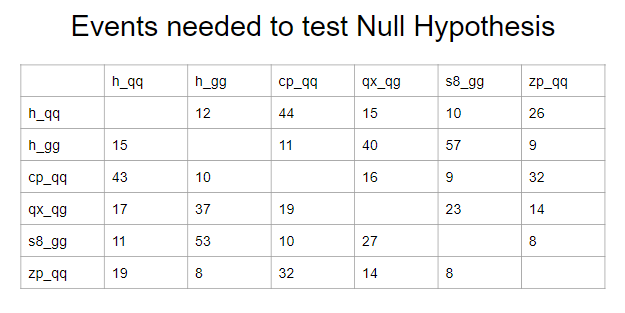 Events needed to test Null Hypothesis
h_qq h_gg cp_qq qx_qg s8_gg zp_qq
h_qq 12 44 15 10 26
h_gg 15 11 40 57 9
cp_qq 43 10 16 9 32
qx_qg 17 37 19 23 14
s8_gg 11 53 10 27 8
zp_qq 19 8 32 14 8